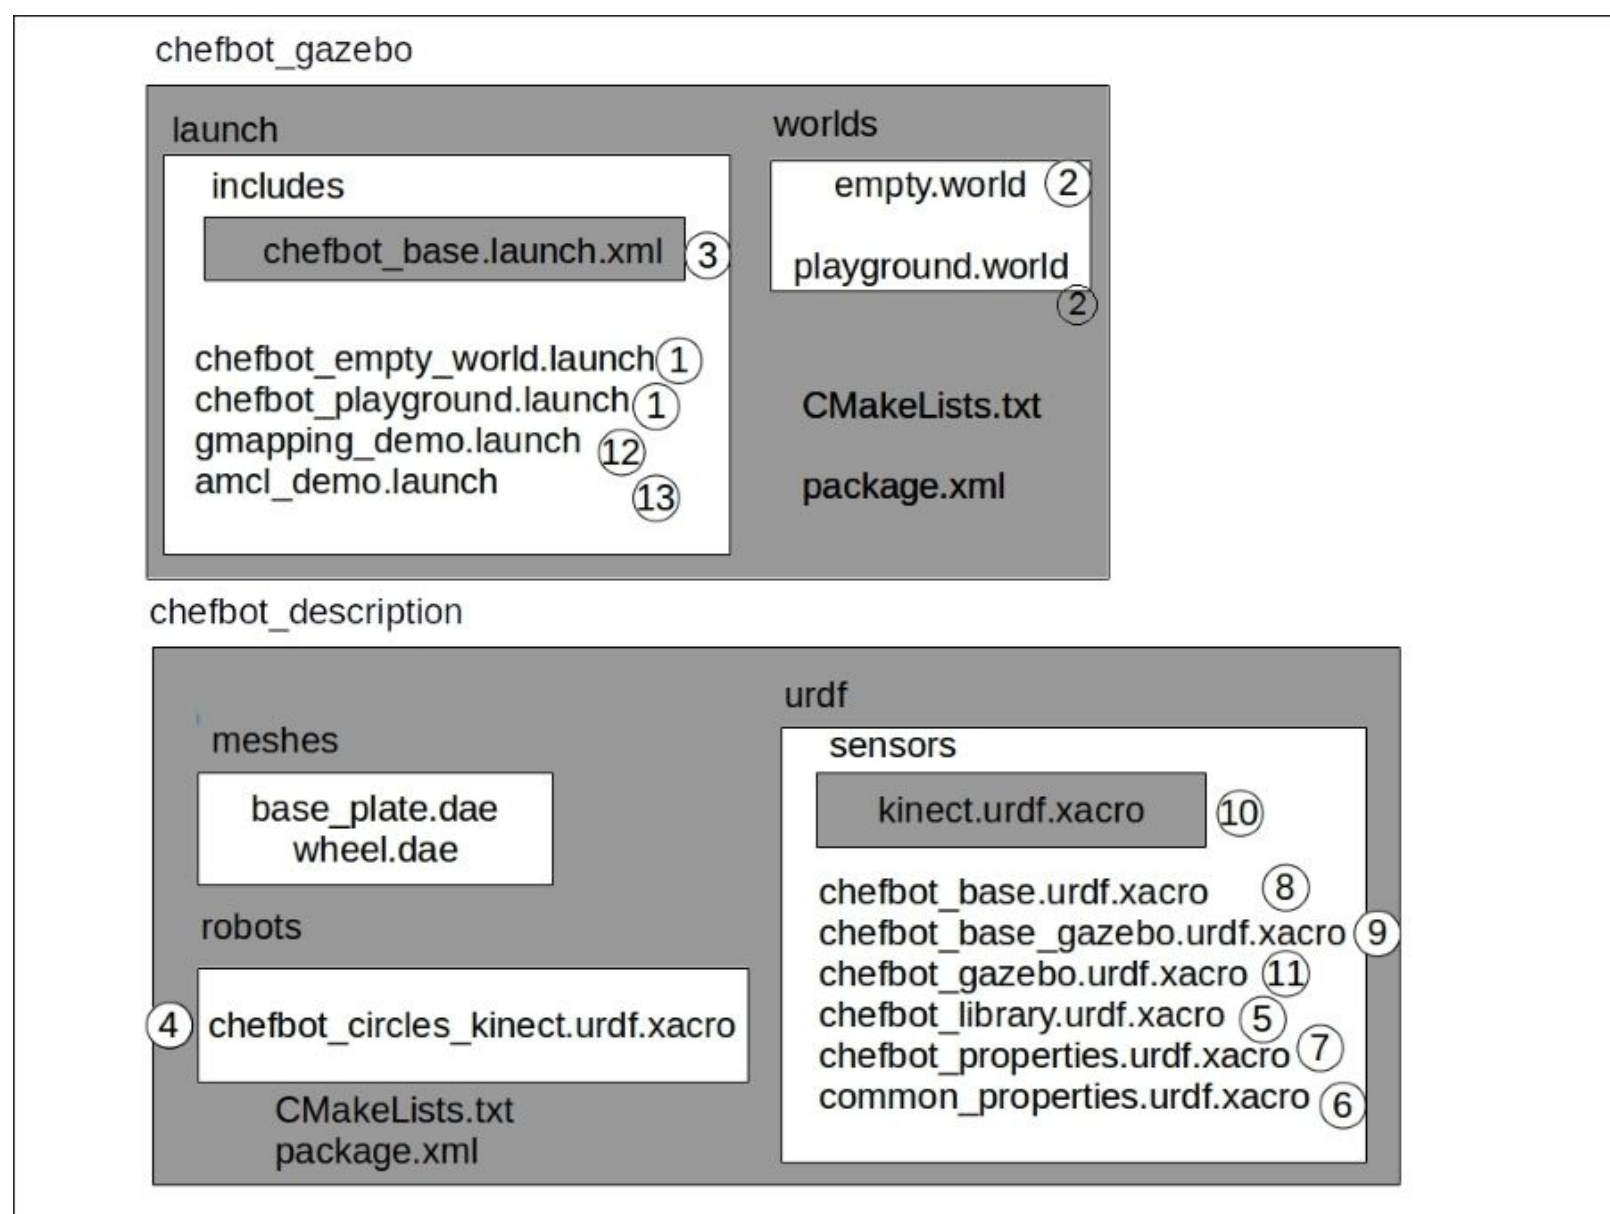 chefbot_gazebo
launch
includes
chefbot_base.launch.xml 3
chefbot_empty_world.launch 1
chefbot_playground.launch 1
gmapping_demo.launch 12
amcl_demo.launch 13
worlds
empty.world 2
playground.world
2
CMakeLists.txt
package.xml
chefbot_description
meshes
base_plate.dae
wheel.dae
robots
4 chefbot_circles_kinect.urdf.xacro
CMakeLists.txt
package.xml
urdf
sensors
kinect.urdf.xacro 10
chefbot_base.urdf.xacro 8
chefbot_base_gazebo.urdf.xacro 9
chefbot_gazebo.urdf.xacro 11
chefbot_library.urdf.xacro 5
chefbot_properties.urdf.xacro 7
common_properties.urdf.xacro 6